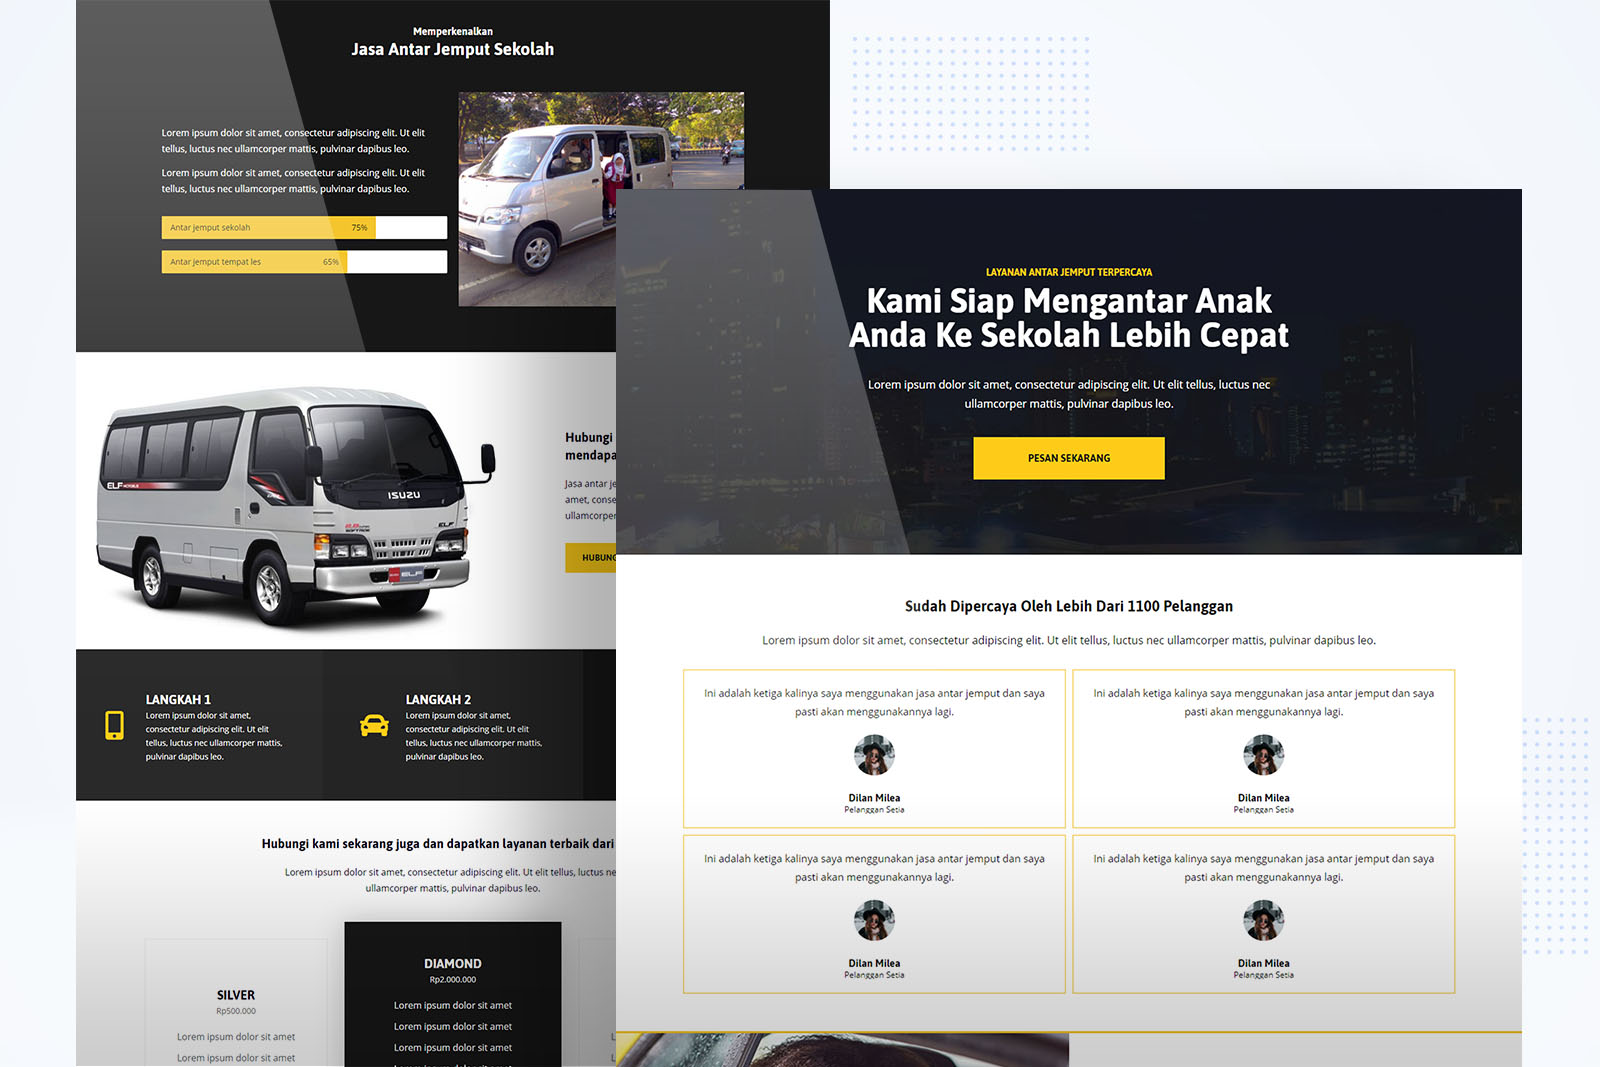 Memperkenalkan
Jasa Antar Jemput Sekolah
Lorem ipsum dolor sit amet, consectetur adipiscing elit. Ut elit
tellus, luctus nec ullamcorper mattis, pulvinar dapibus leo.
Lorem ipsum dolor sit amet, consectetur adipiscing elit. Ut elit
tellus, luctus nec ullamcorper mattis, pulvinar dapibus leo.
Antar jemput sekolah 75%
Antar jemput tempat les 65%
ELF
ISUZU
ELF
ELF
Hubungi
mendapa
Jasa antar je
amet, conse
ullamcorper
HUBUNG
LANGKAH 1
Lorem ipsum dolor sit amet,
consectetur adipiscing elit. Ut elit
tellus, luctus nec ullamcorper mattis,
pulvinar dapibus leo.
LANGKAH 2
Lorem ipsum dolor sit amet,
consectetur adipiscing elit. Ut elit
tellus, luctus nec ullamcorper mattis,
pulvinar dapibus leo.
Hubungi kami sekarang juga dan dapatkan layanan terbaik dari
Lorem ipsum dolor sit amet, consectetur adipiscing elit. Ut elit tellus, luctus ne
ullamcorper mattis, pulvinar dapibus leo.
SILVER
Rp500.000
Lorem ipsum dolor sit amet
Lorem ipsum dolor sit amet
DIAMOND
Rp2.000.000
Lorem ipsum dolor sit amet
Lorem ipsum dolor sit amet
Lorem ipsum dolor sit amet
LAYANAN ANTAR JEMPUT TERPERCAYA
Kami Siap Mengantar Anak
Anda Ke Sekolah Lebih Cepat
Lorem ipsum dolor sit amet, consectetur adipiscing elit. Ut elit tellus, luctus nec
ullamcorper mattis, pulvinar dapibus leo.
PESAN SEKARANG
Sudah Dipercaya Oleh Lebih Dari 1100 Pelanggan
Lorem ipsum dolor sit amet, consectetur adipiscing elit. Ut elit tellus, luctus nec ullamcorper mattis, pulvinar dapibus leo.
Ini adalah ketiga kalinya saya menggunakan jasa antar jemput dan saya
pasti akan menggunakannya lagi.
Dilan Milea
Pelanggan Setia
Ini adalah ketiga kalinya saya menggunakan jasa antar jemput dan saya
pasti akan menggunakannya lagi.
Dilan Milea
Pelanggan Setia
Ini adalah ketiga kalinya saya menggunakan jasa antar jemput dan saya
pasti akan menggunakannya lagi.
Dilan Milea
Pelanggan Setia
Ini adalah ketiga kalinya saya menggunakan jasa antar jemput dan saya
pasti akan menggunakannya lagi.
Dilan Milea
Pelanggan Setia